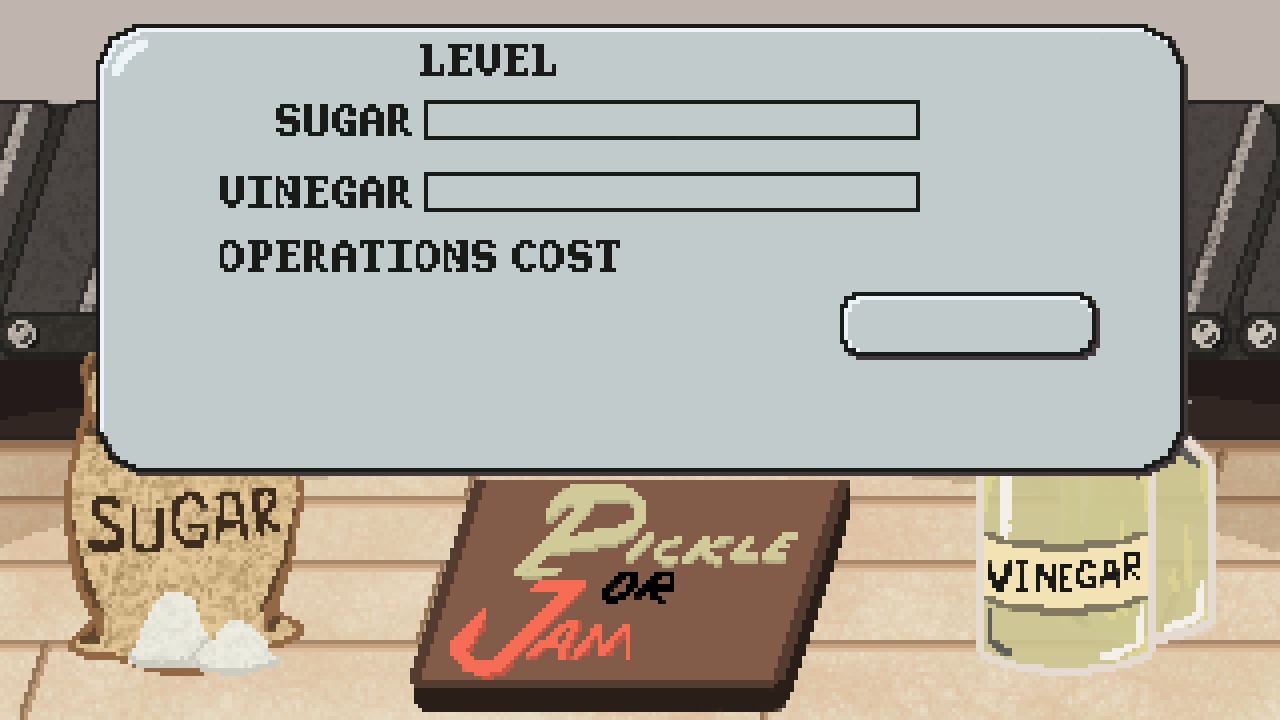 LEVEL
SUGAR
VINEGAR
OPERATIONS COST
SUGAR
PICKLE
OR
JAM
VINEGAR